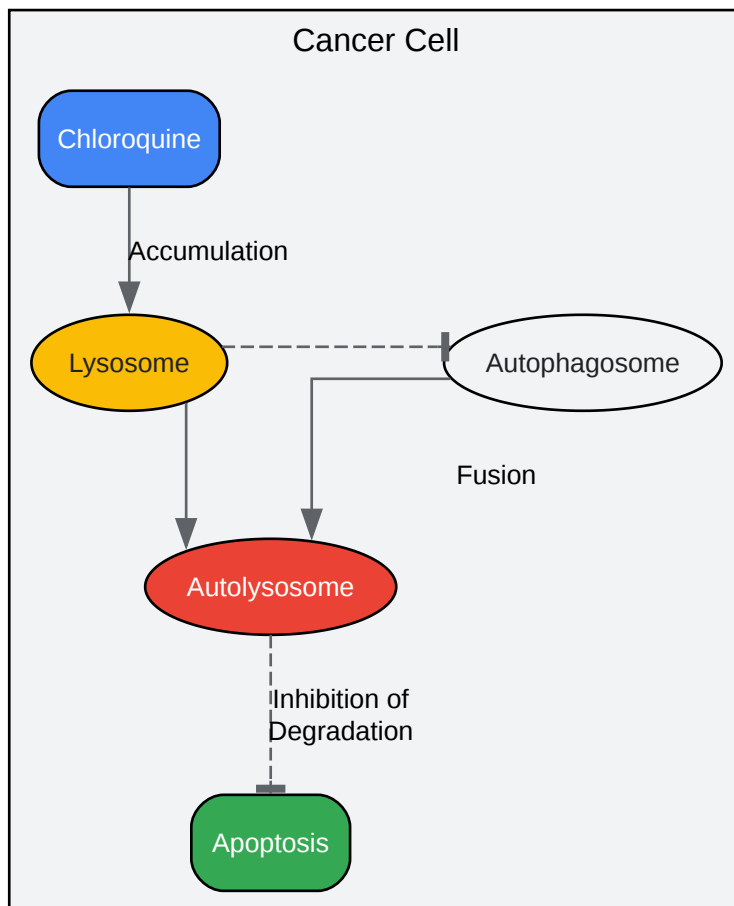 Cancer Cell
Chloroquine
Accumulation
Lysosome
Autophagosome
Fusion
Autolysosome
Inhibition of
Degradation
Apoptosis